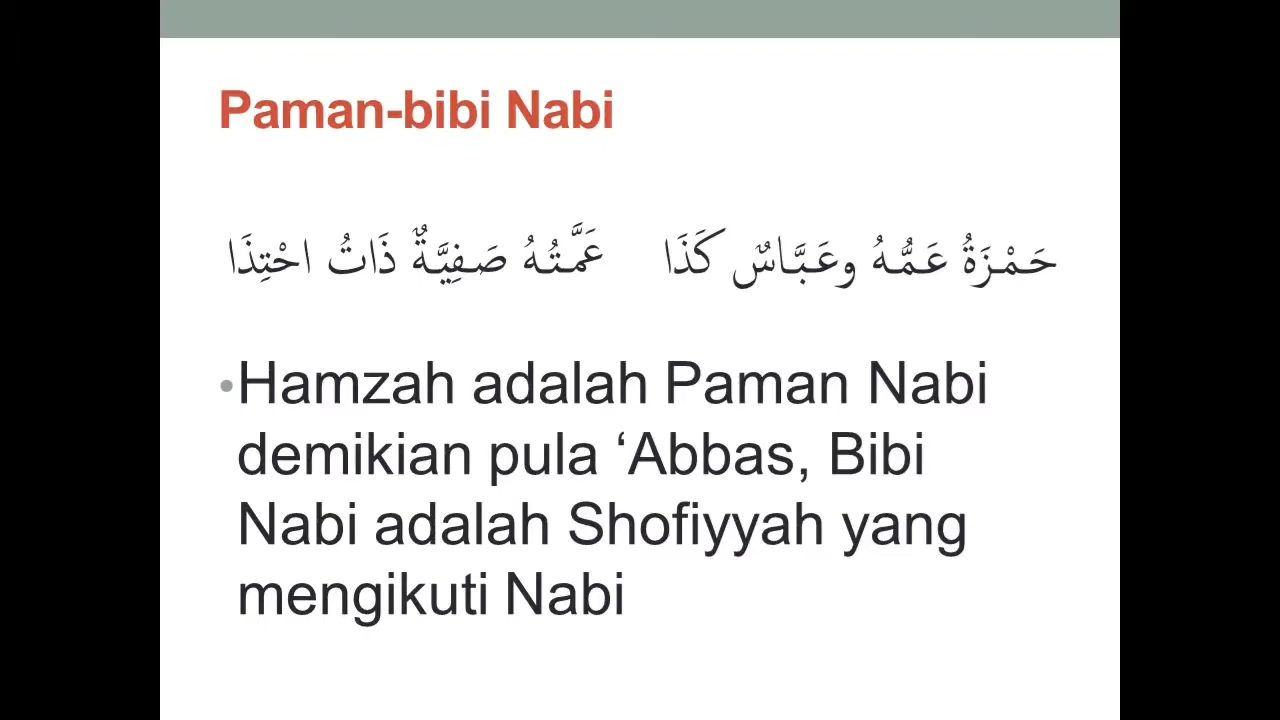 Paman-bibi Nabi
حَمْزَةُ عَمُّهُ وعَبَّاسٌ كَذَا عَمَّتُهُ صَفِيَّةٌ ذَاتُ احْتِذَا
•Hamzah adalah Paman Nabi
demikian pula ‘Abbas, Bibi
Nabi adalah Shofiyyah yang
mengikuti Nabi